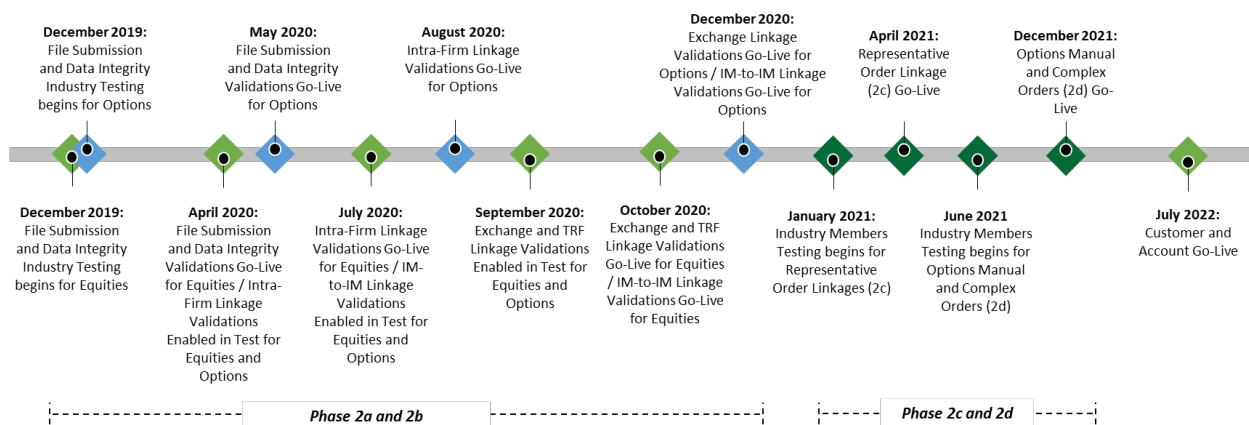 December 2019:
File Submission
and Data Integrity
Industry Testing
begins for Options
May 2020:
File Submission
and Data Integrity
Validations Go-Live
for Options
August 2020:
Intra-Firm Linkage
Validations Go-Live
for Options
December 2020:
Exchange Linkage
Validations Go-Live for
Options / IM-to-IM Linkage
Validations Go-Live for
Options
April 2021:
Representative
Order Linkage
(2c) Go-Live
December 2021:
Options Manual
and Complex
Orders (2d) Go-
Live
December 2019:
File Submission
and Data Integrity
Industry Testing
begins for Equities
April 2020:
File Submission
and Data Integrity
Validations Go-Live
for Equities / Intra-
Firm Linkage
Validations
Enabled in Test for
Equities and
Options
July 2020:
Intra-Firm Linkage
Validations Go-Live
for Equities / IM-
to-IM Linkage
Validations
Enabled in Test for
Equities and
Options
September 2020:
Exchange and TRF
Linkage Validations
Enabled in Test for
Equities and
Options
October 2020:
Exchange and TRF
Linkage Validations
Go-Live for Equities
/ IM-to-IM Linkage
Validations Go-Live
for Equities
January 2021:
Industry Members
Testing begins for
Representative
Order Linkages (2c)
June 2021
Industry Members
Testing begins for
Options Manual
and Complex
Orders (2d)
July 2022:
Customer and
Account Go-Live
Phase 2a and 2b
Phase 2c and 2d